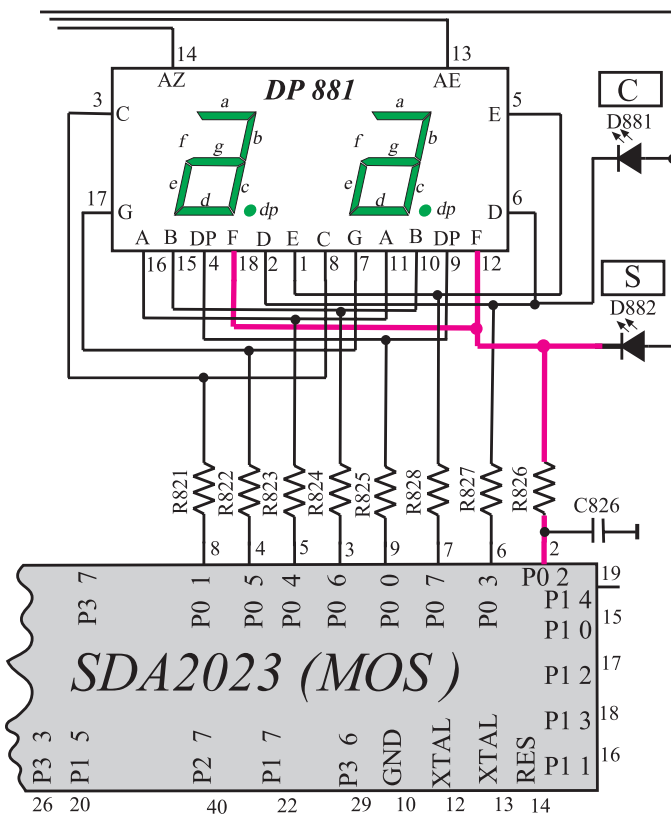 14
13
AZ
DP 881
AE
C
D881
3
C
a
a
E
5
f
b
f
b
g
g
e
c
e
c
d
dp
d
dp
17
G
D
6
A
B
DP
F
D
E
C
G
A
B
DP
F
16
15
4
18
2
1
8
7
11
10
9
12
S
D882
R821
R822
R823
R824
R825
R828
R827
R826
C826
8
4
5
3
9
7
6
2
P3 7
P0 1
P0 5
P0 4
P0 6
P0 0
P0 7
P0 3
P0 2
19
P1 4
15
P1 0
SDA2023 (MOS )
17
P1 2
18
P1 3
16
P1 1
P3 3
P1 5
P2 7
P1 7
P3 6
GND
XTAL
XTAL
RES
26
20
40
22
29
10
12
13
14